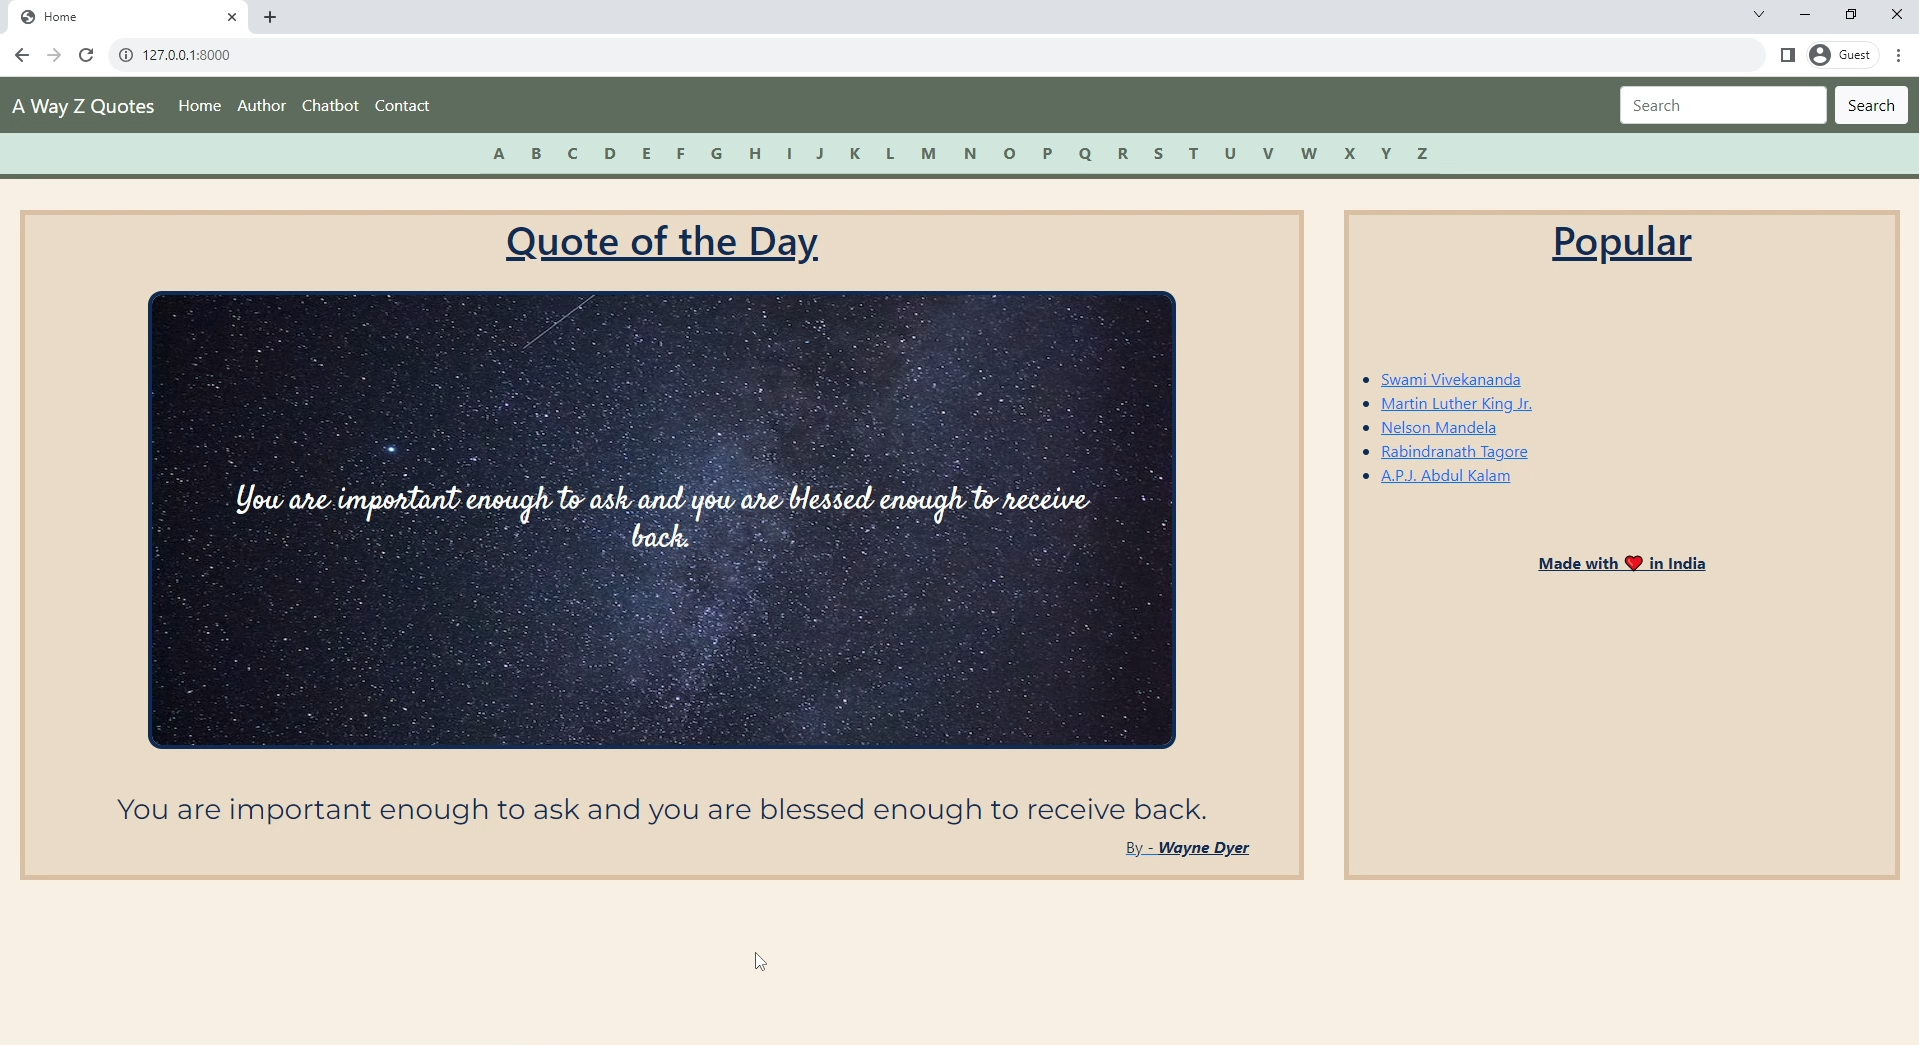 Home
127.0.0.1:8000
Guest
A Way Z Quotes Home Author Chatbot Contact Search Search
A B C D E F G H I J K L M N O P Q R S T U V W X Y Z
Quote of the Day
You are important enough to ask and you are blessed enough to receive
back.
You are important enough to ask and you are blessed enough to receive back.
By - Wayne Dyer
Popular
Swami Vivekananda
Martin Luther King Jr.
Nelson Mandela
Rabindranath Tagore
A.P.J. Abdul Kalam
Made with ❤️ in India